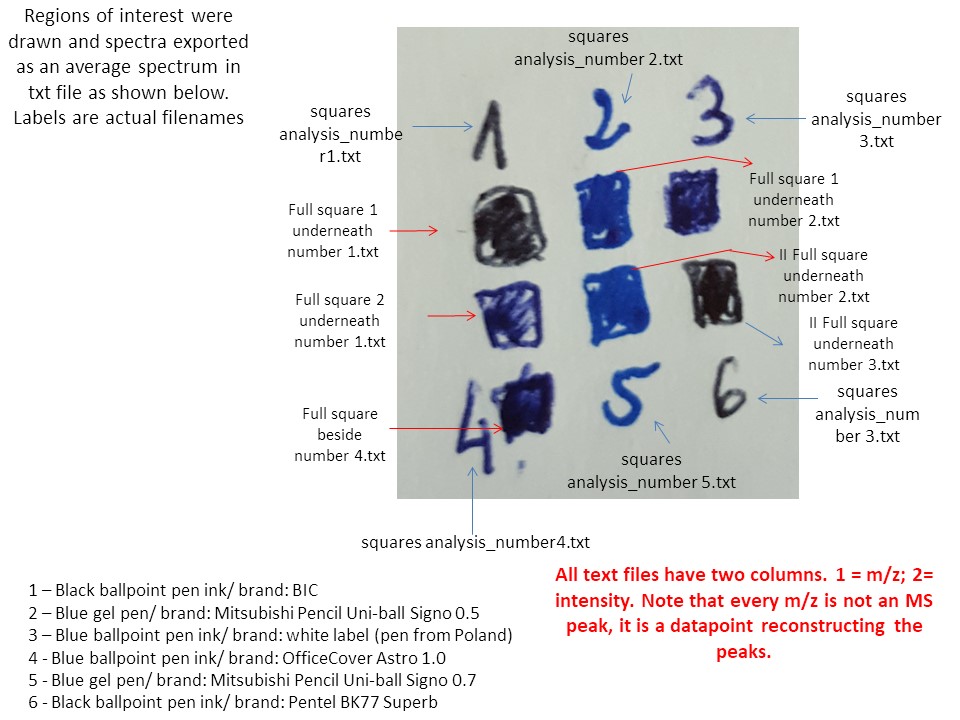 Regions of interest were
drawn and spectra exported
as an average spectrum in
txt file as shown below.
Labels are actual filenames
squares
analysis_number 2.txt
squares
analysis_numbe
r1.txt
squares
analysis_number
3.txt
1 2 3
Full square 1
underneath
number 2.txt
Full square 1
underneath
number 1.txt
II Full square
underneath
number 2.txt
Full square 2
underneath
number 1.txt
II Full square
underneath
number 3.txt
4 5 6
squares
analysis_num
ber 3.txt
Full square
beside
number 4.txt
squares
analysis_number 5.txt
squares analysis_number4.txt
All text files have two columns. 1 = m/z; 2=
intensity. Note that every m/z is not an MS
peak, it is a datapoint reconstructing the
peaks.
1 – Black ballpoint pen ink/ brand: BIC
2 – Blue gel pen/ brand: Mitsubishi Pencil Uni-ball Signo 0.5
3 – Blue ballpoint pen ink/ brand: white label (pen from Poland)
4 - Blue ballpoint pen ink/ brand: OfficeCover Astro 1.0
5 - Blue gel pen/ brand: Mitsubishi Pencil Uni-ball Signo 0.7
6 - Black ballpoint pen ink/ brand: Pentel BK77 Superb